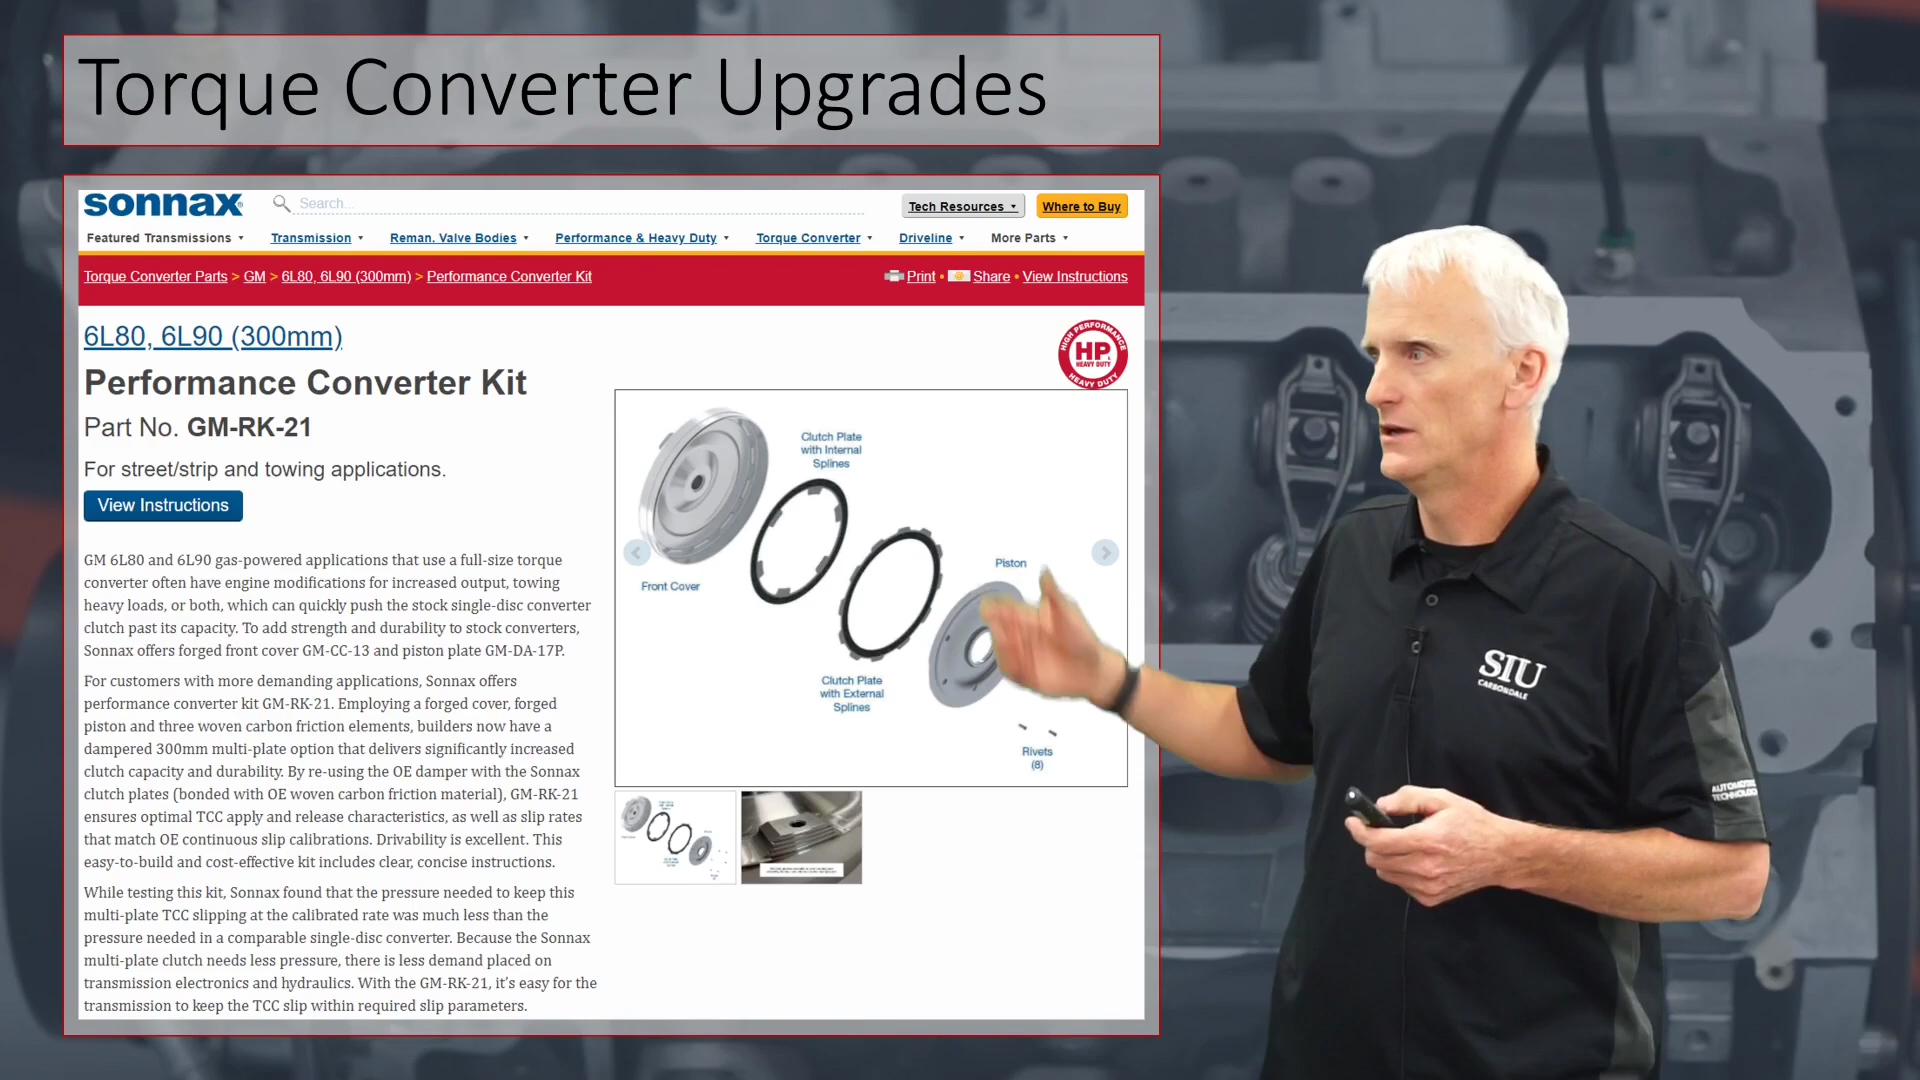 Torque Converter Upgrades
sonnax
Search...
Tech Resources
Where to Buy
Featured Transmissions
Transmission
Reman. Valve Bodies
Performance & Heavy Duty
Torque Converter
Driveline
More Parts
Torque Converter Parts > GM > 6L80, 6L90 (300mm) > Performance Converter Kit
Print • Share • View Instructions
6L80, 6L90 (300mm)
Performance Converter Kit
Part No. GM-RK-21
For street/strip and towing applications.
View Instructions
GM 6L80 and 6L90 gas-powered applications that use a full-size torque
converter often have engine modifications for increased output, towing
heavy loads, or both, which can quickly push the stock single-disc converter
clutch past its capacity. To add strength and durability to stock converters,
Sonnax offers forged front cover GM-CC-13 and piston plate GM-DA-17P.
For customers with more demanding applications, Sonnax offers
performance converter kit GM-RK-21. Employing a forged cover, forged
piston and three woven carbon friction elements, builders now have a
dampered 300mm multi-plate option that delivers significantly increased
clutch capacity and durability. By re-using the OE damper with the Sonnax
clutch plates (bonded with OE woven carbon friction material), GM-RK-21
ensures optimal TCC apply and release characteristics, as well as slip rates
that match OE continuous slip calibrations. Drivability is excellent. This
easy-to-build and cost-effective kit includes clear, concise instructions.
While testing this kit, Sonnax found that the pressure needed to keep this
multi-plate TCC slipping at the calibrated rate was much less than the
pressure needed in a comparable single-disc converter. Because the Sonnax
multi-plate clutch needs less pressure, there is less demand placed on
transmission electronics and hydraulics. With the GM-RK-21, it's easy for the
transmission to keep the TCC slip within required slip parameters.
HIGH PERFORMANCE
HP
&
HEAVY DUTY
HEAVY DUTY
Clutch Plate
with Internal
Splines
Front Cover
Piston
Clutch Plate
with External
Splines
Rivets
(8)
SIU
CARBONDALE
AUTOMOTIVE
TECHNOLOGY